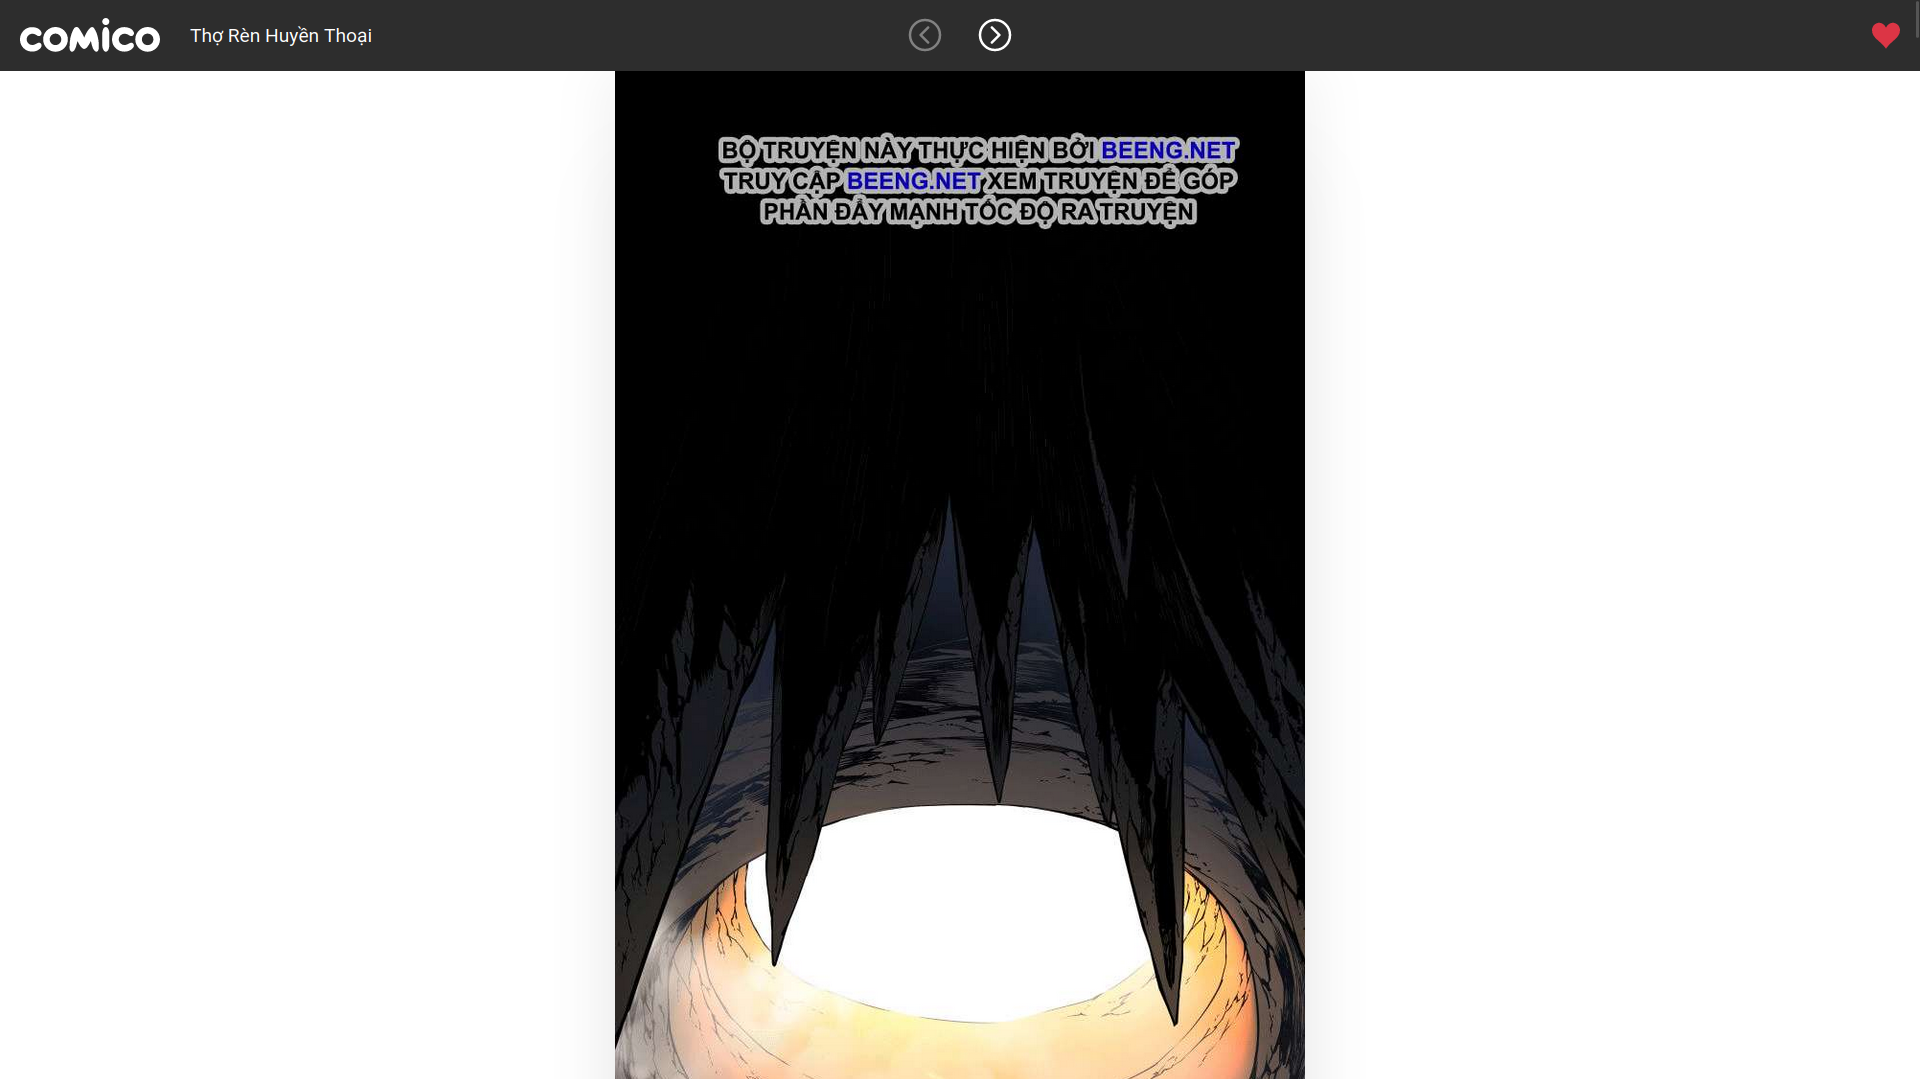 comico
Thợ Rèn Huyền Thoại
BỘ TRUYỆN NÀY THỰC HIỆN BỞI BEENG.NET
TRUY CẬP BEENG.NET XEM TRUYỆN ĐỂ GÓP
PHẦN ĐẨY MẠNH TỐC ĐỘ RA TRUYỆN